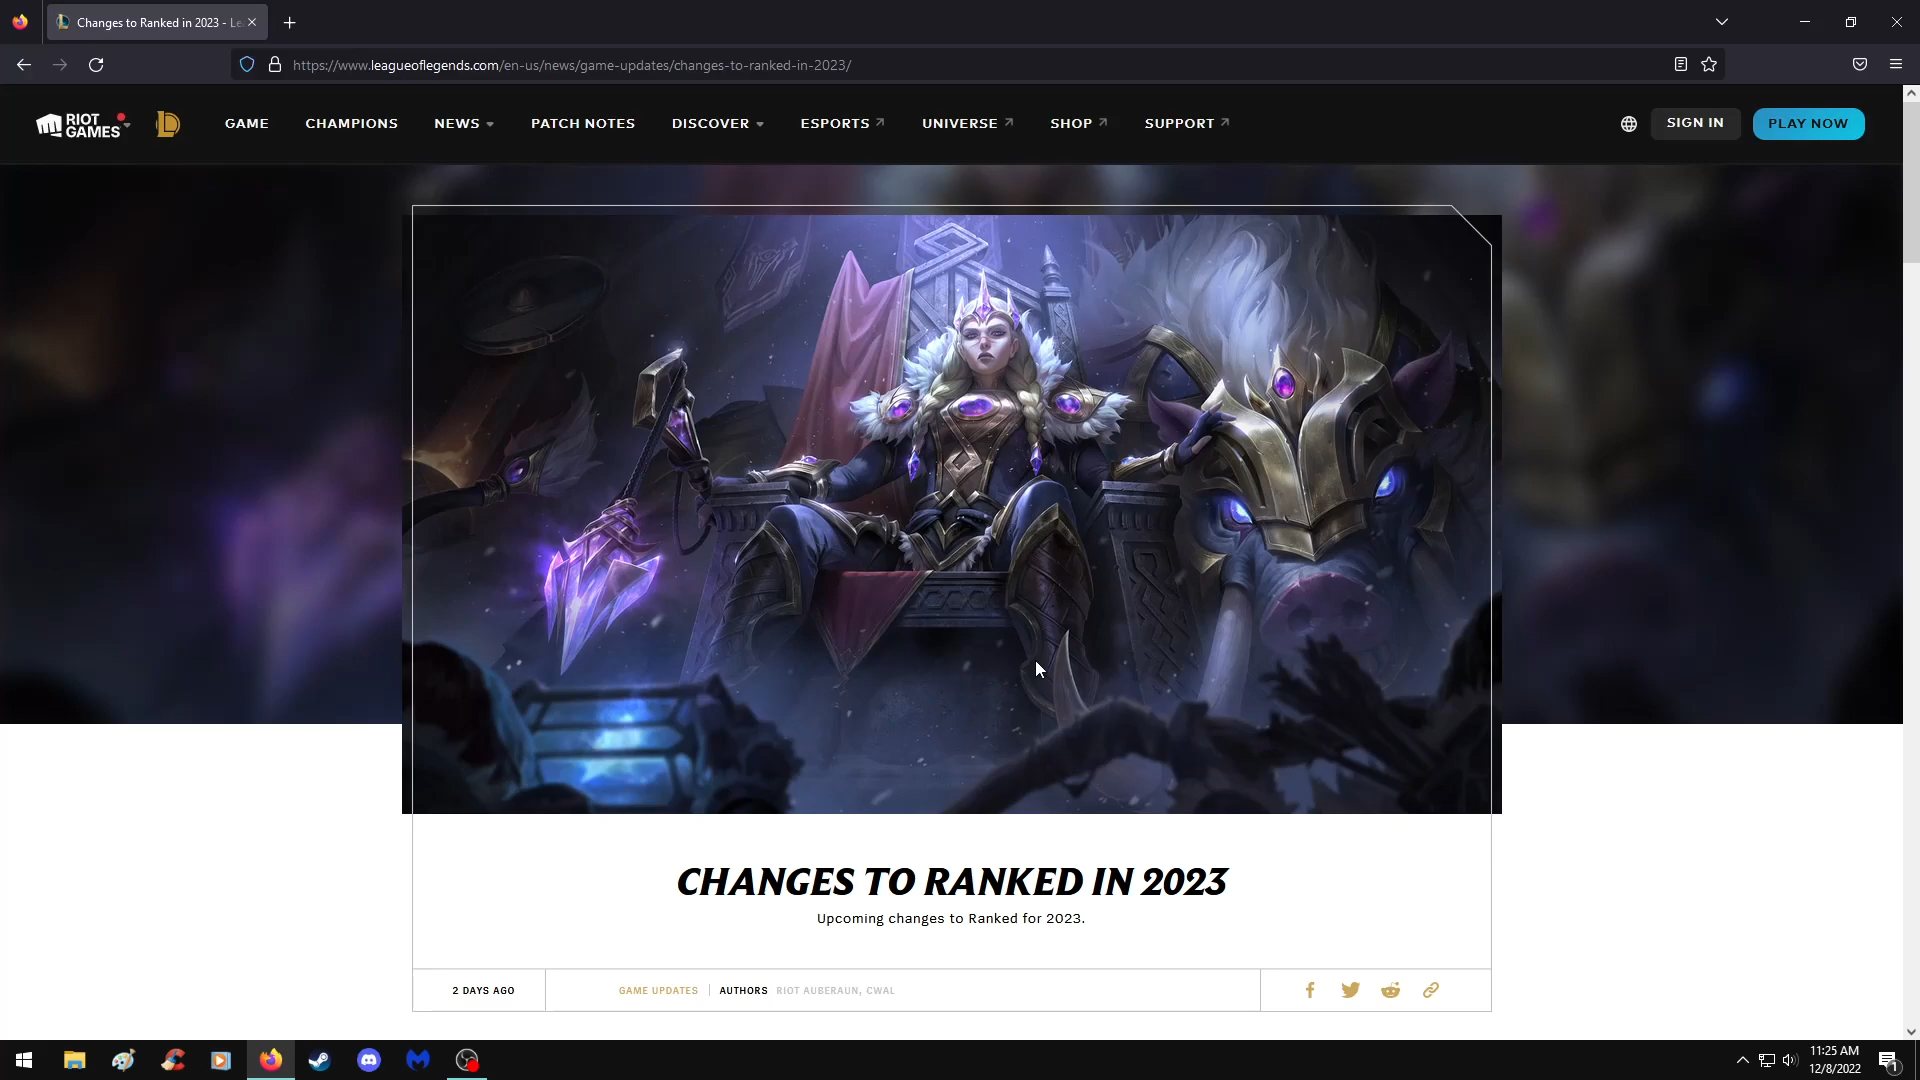 Changes to Ranked in 2023 - Le
https://www.leagueoflegends.com/en-us/news/game-updates/changes-to-ranked-in-2023/
RIOT GAMES
GAME
CHAMPIONS
NEWS
PATCH NOTES
DISCOVER
ESPORTS
UNIVERSE
SHOP
SUPPORT
SIGN IN
PLAY NOW
CHANGES TO RANKED IN 2023
Upcoming changes to Ranked for 2023.
2 DAYS AGO
GAME UPDATES
AUTHORS RIOT AUBERAUN, CWAL
11:25 AM
12/8/2022
1